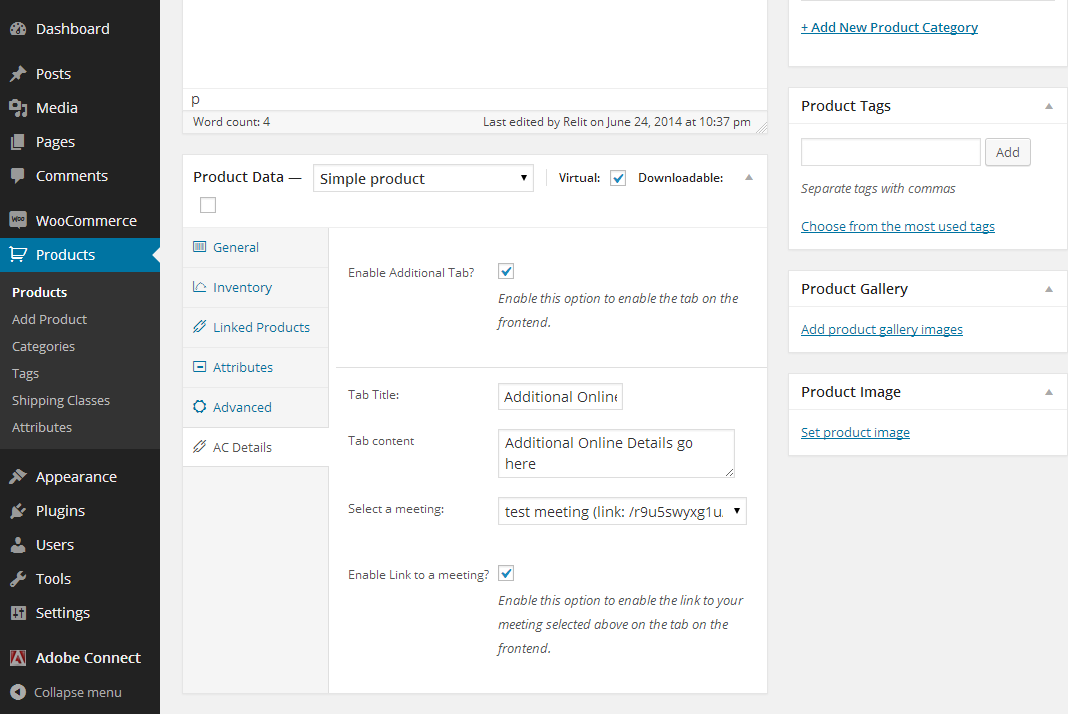 Dashboard
Posts
Media
Pages
Comments
WooCommerce
Products
Products
Add Product
Categories
Tags
Shipping Classes
Attributes
Appearance
Plugins
Users
Tools
Settings
Adobe Connect
Collapse menu
p
Word count: 4 Last edited by Relit on June 24, 2014 at 10:37 pm
Product Data — Simple product Virtual: Downloadable:
General
Inventory
Linked Products
Attributes
Advanced
AC Details
Enable Additional Tab?
Enable this option to enable the tab on the
frontend.
Tab Title: Additional Online
Tab content
Additional Online Details go
here
Select a meeting: test meeting (link: /r9u5swyxg1u.
Enable Link to a meeting?
Enable this option to enable the link to your
meeting selected above on the tab on the
frontend.
+ Add New Product Category
Product Tags
Add
Separate tags with commas
Choose from the most used tags
Product Gallery
Add product gallery images
Product Image
Set product image